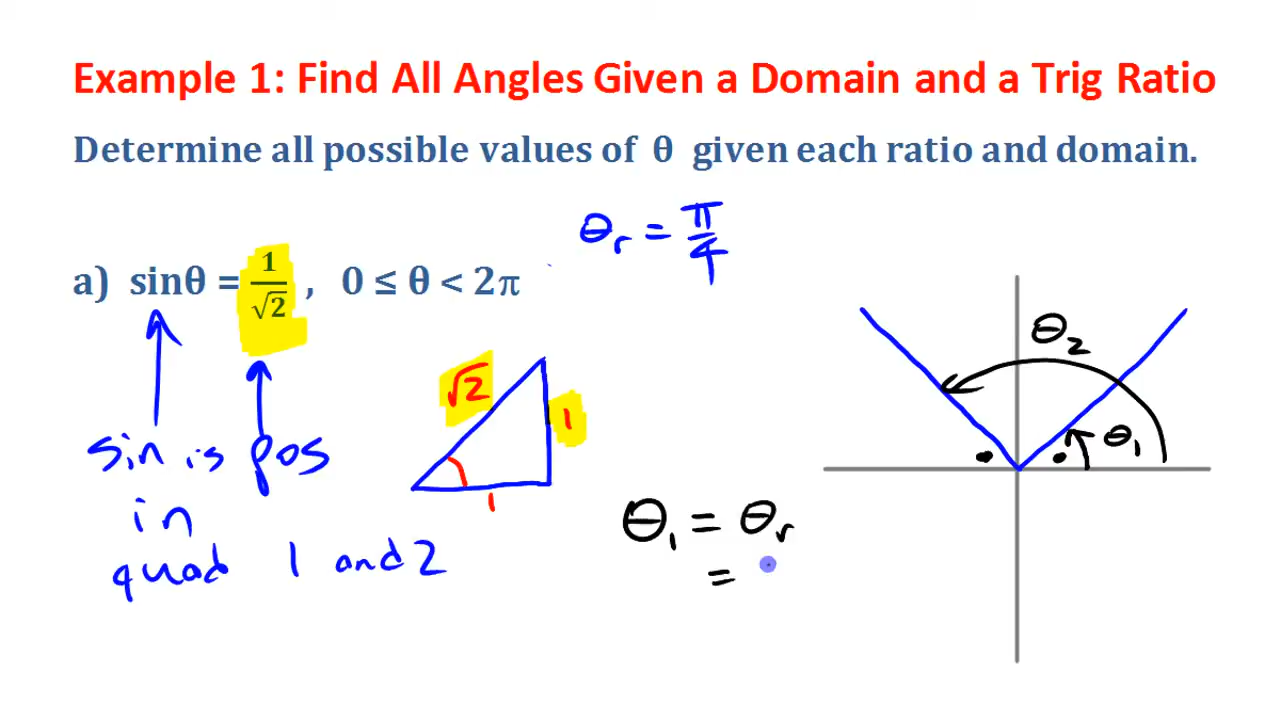 Example 1: Find All Angles Given a Domain and a Trig Ratio
Determine all possible values of θ given each ratio and domain.
θr = π/4
a) sinθ = 1/√2 , 0 ≤ θ < 2π
sin is pos
in
quad 1 and 2
√2
1
1
θ2
θ1
θ1 = θr
=